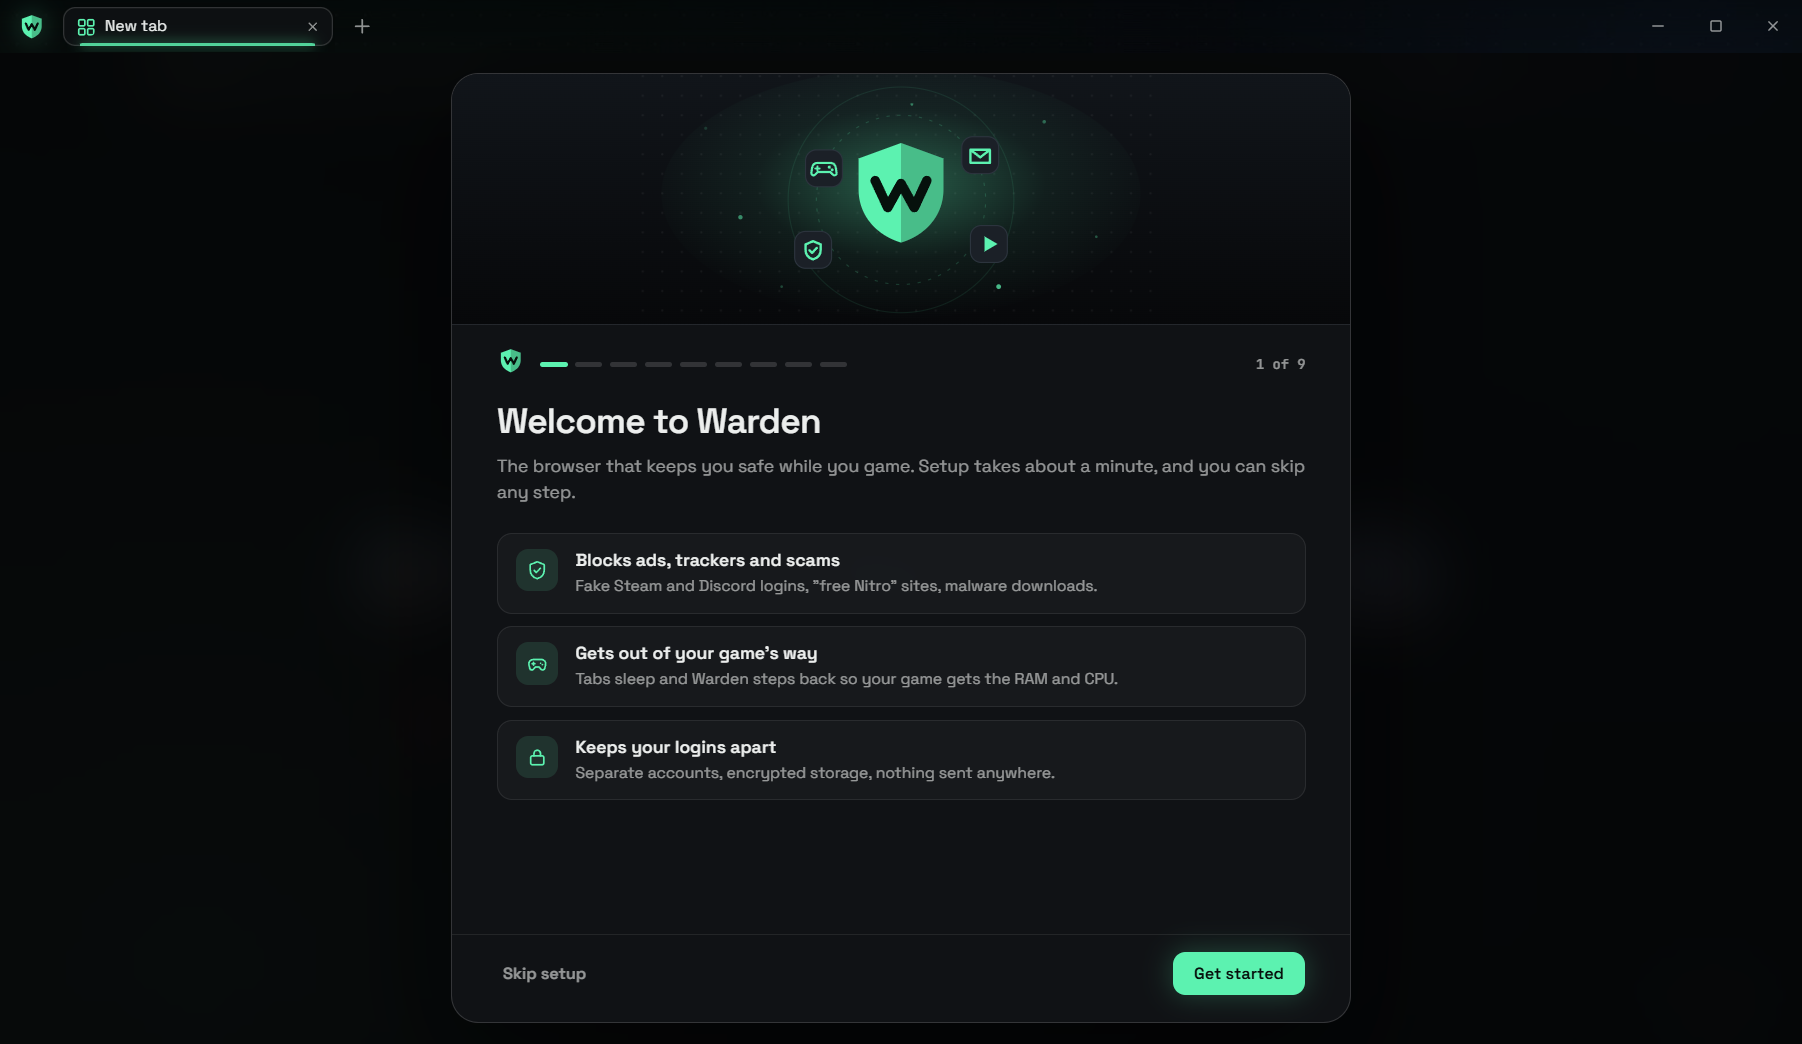 New tab
1 of 9
Welcome to Warden
The browser that keeps you safe while you game. Setup takes about a minute, and you can skip
any step.
Blocks ads, trackers and scams
Fake Steam and Discord logins, "free Nitro" sites, malware downloads.
Gets out of your game's way
Tabs sleep and Warden steps back so your game gets the RAM and CPU.
Keeps your logins apart
Separate accounts, encrypted storage, nothing sent anywhere.
Skip setup
Get started